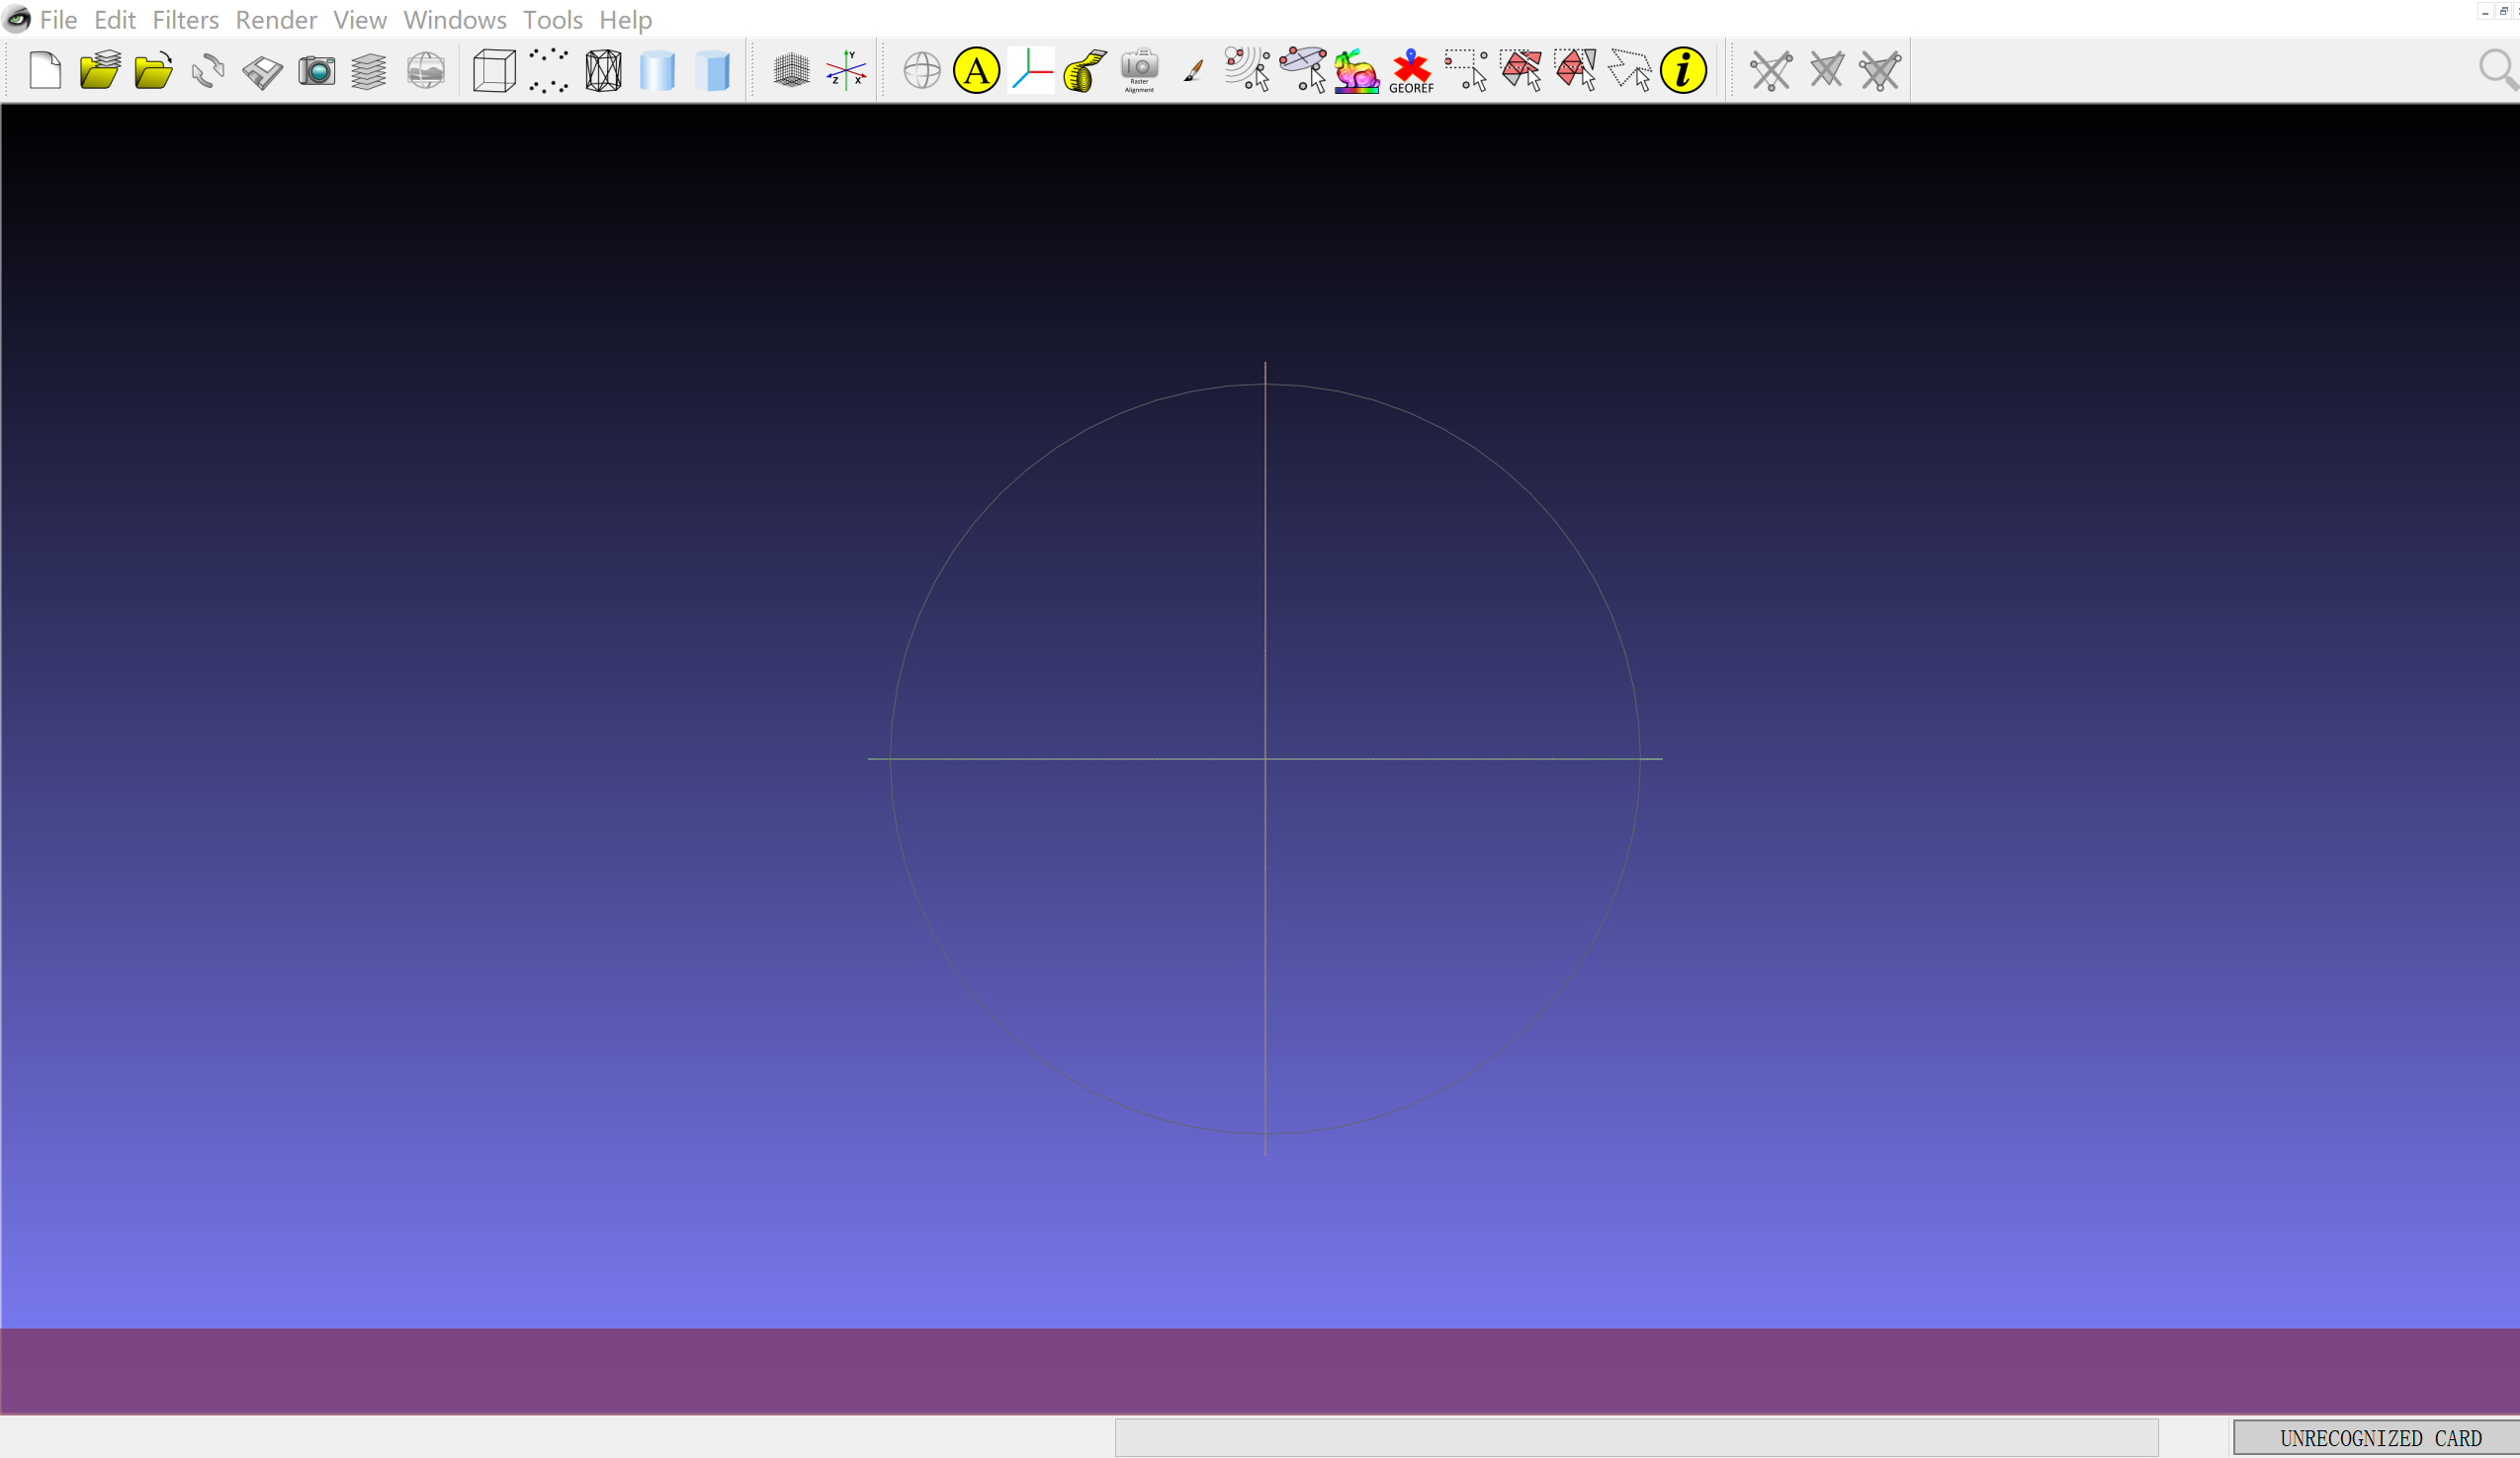 File Edit Filters Render View Windows Tools Help
Y
Z X
A
Raster
Alignment
GEOREF
i
UNRECOGNIZED CARD